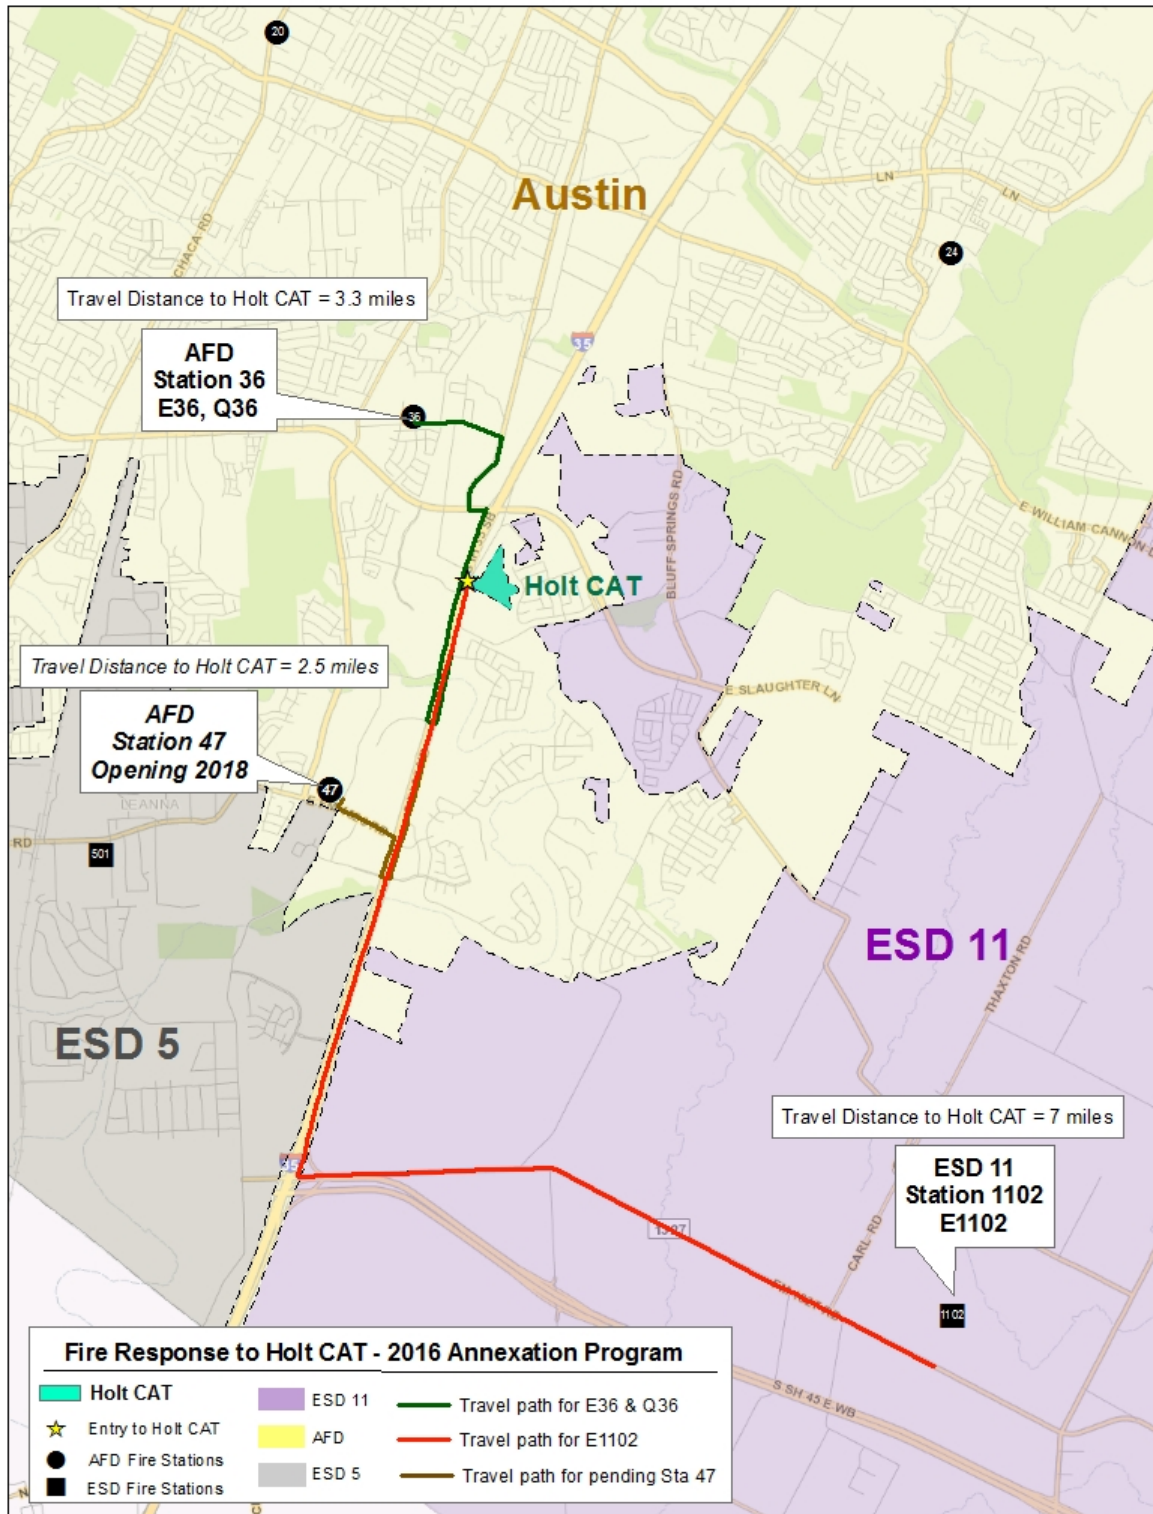 20
Austin
LN
LN
CHACA RD
24
Travel Distance to Holt CAT = 3.3 miles
35
AFD
Station 36
E36, Q36
36
BLUFF SPRINGS RD
E WILLIAM CANNON
Holt CAT
Travel Distance to Holt CAT = 2.5 miles
E SLAUGHTER LN
AFD
Station 47
Opening 2018
47
LEANNA
RD
501
ESD 11
THAXTON RD
ESD 5
Travel Distance to Holt CAT = 7 miles
35
ESD 11
Station 1102
E1102
1327
CARL RD
FM 1327 RD
1102
S SH 45 E WB
Fire Response to Holt CAT - 2016 Annexation Program
Holt CAT
Entry to Holt CAT
AFD Fire Stations
ESD Fire Stations
ESD 11
AFD
ESD 5
Travel path for E36 & Q36
Travel path for E1102
Travel path for pending Sta 47
N